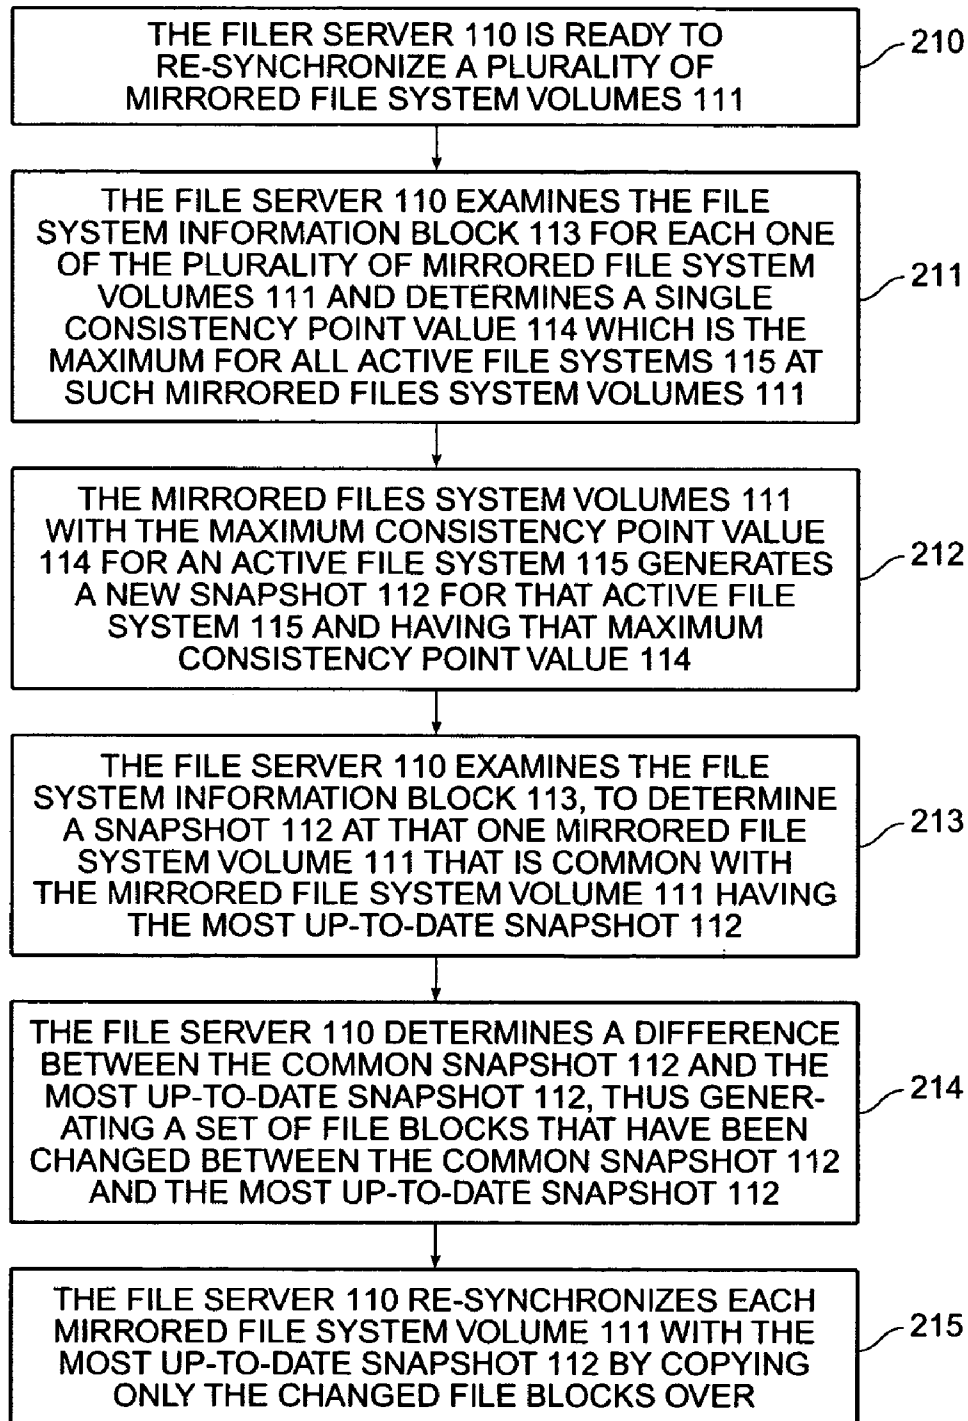 THE FILER SERVER 110 IS READY TO
RE-SYNCHRONIZE A PLURALITY OF
MIRRORED FILE SYSTEM VOLUMES 111
210
THE FILE SERVER 110 EXAMINES THE FILE
SYSTEM INFORMATION BLOCK 113 FOR EACH ONE
OF THE PLURALITY OF MIRRORED FILE SYSTEM
VOLUMES 111 AND DETERMINES A SINGLE
CONSISTENCY POINT VALUE 114 WHICH IS THE
MAXIMUM FOR ALL ACTIVE FILE SYSTEMS 115 AT
SUCH MIRRORED FILES SYSTEM VOLUMES 111
211
THE MIRRORED FILES SYSTEM VOLUMES 111
WITH THE MAXIMUM CONSISTENCY POINT VALUE
114 FOR AN ACTIVE FILE SYSTEM 115 GENERATES
A NEW SNAPSHOT 112 FOR THAT ACTIVE FILE
SYSTEM 115 AND HAVING THAT MAXIMUM
CONSISTENCY POINT VALUE 114
212
THE FILE SERVER 110 EXAMINES THE FILE
SYSTEM INFORMATION BLOCK 113, TO DETERMINE
A SNAPSHOT 112 AT THAT ONE MIRRORED FILE
SYSTEM VOLUME 111 THAT IS COMMON WITH
THE MIRRORED FILE SYSTEM VOLUME 111 HAVING
THE MOST UP-TO-DATE SNAPSHOT 112
213
THE FILE SERVER 110 DETERMINES A DIFFERENCE
BETWEEN THE COMMON SNAPSHOT 112 AND THE
MOST UP-TO-DATE SNAPSHOT 112, THUS GENER-
ATING A SET OF FILE BLOCKS THAT HAVE BEEN
CHANGED BETWEEN THE COMMON SNAPSHOT 112
AND THE MOST UP-TO-DATE SNAPSHOT 112
214
THE FILE SERVER 110 RE-SYNCHRONIZES EACH
MIRRORED FILE SYSTEM VOLUME 111 WITH THE
MOST UP-TO-DATE SNAPSHOT 112 BY COPYING
ONLY THE CHANGED FILE BLOCKS OVER
215